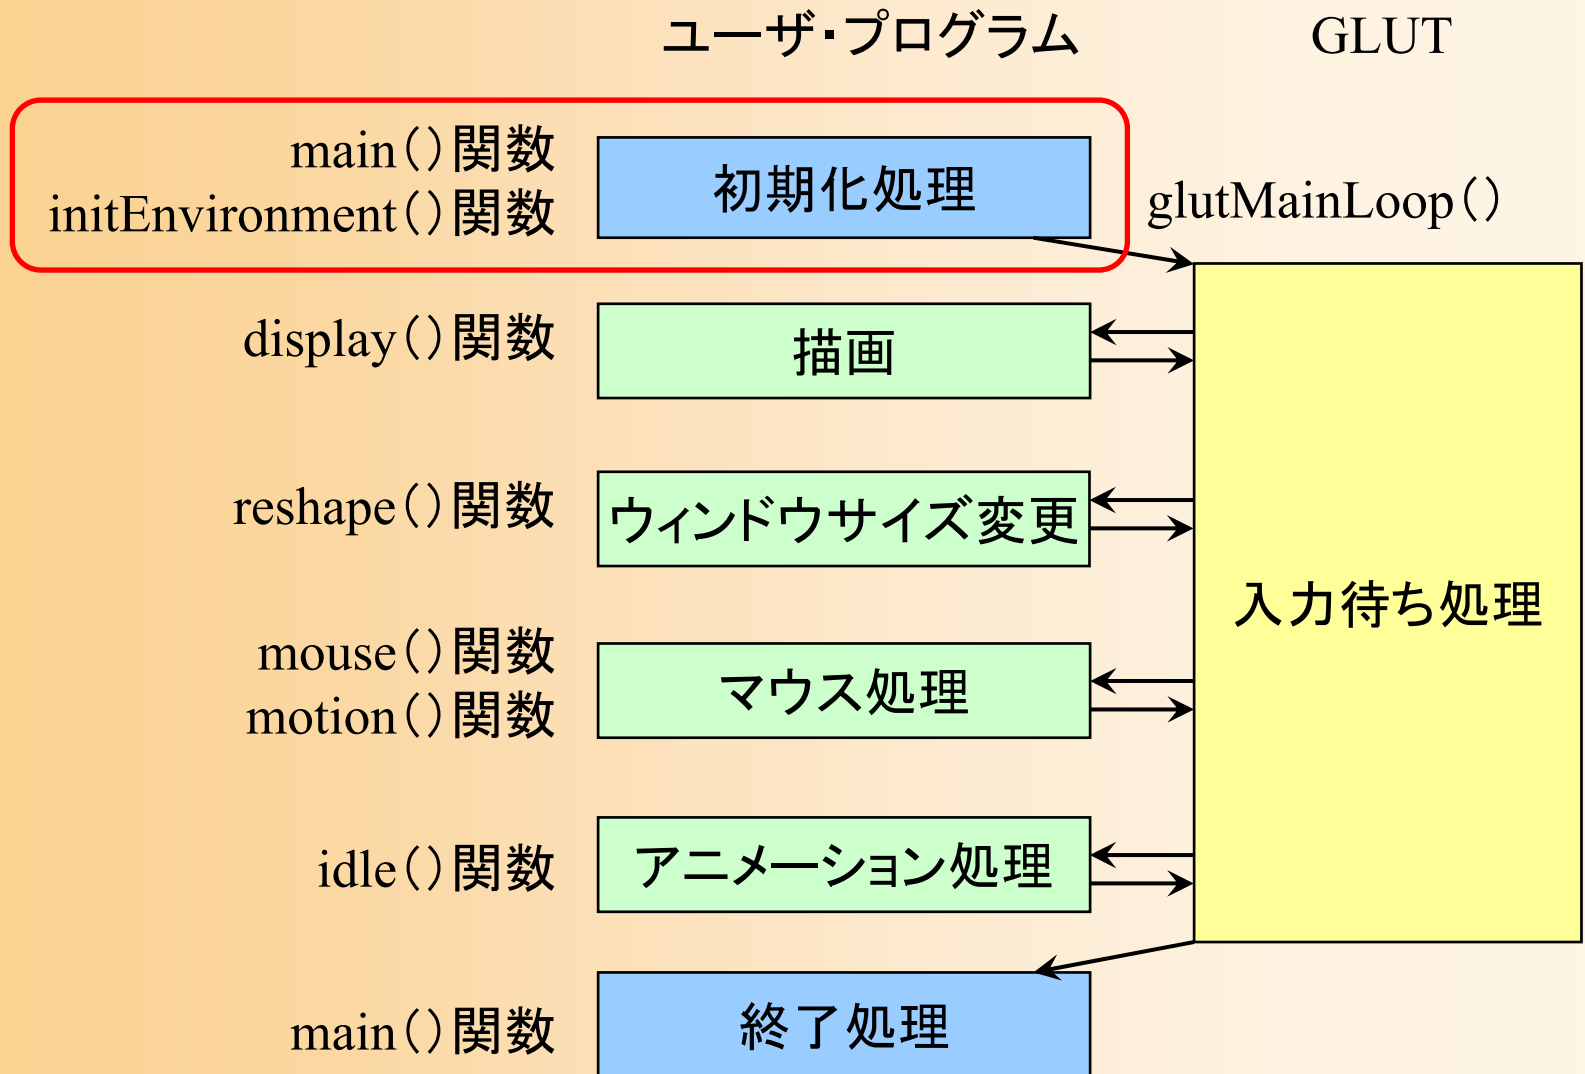 ユーザ・プログラム
GLUT
main()関数
initEnvironment()関数
初期化処理
glutMainLoop()
display()関数
描画
reshape()関数
ウィンドウサイズ変更
入力待ち処理
mouse()関数
motion()関数
マウス処理
idle()関数
アニメーション処理
main()関数
終了処理